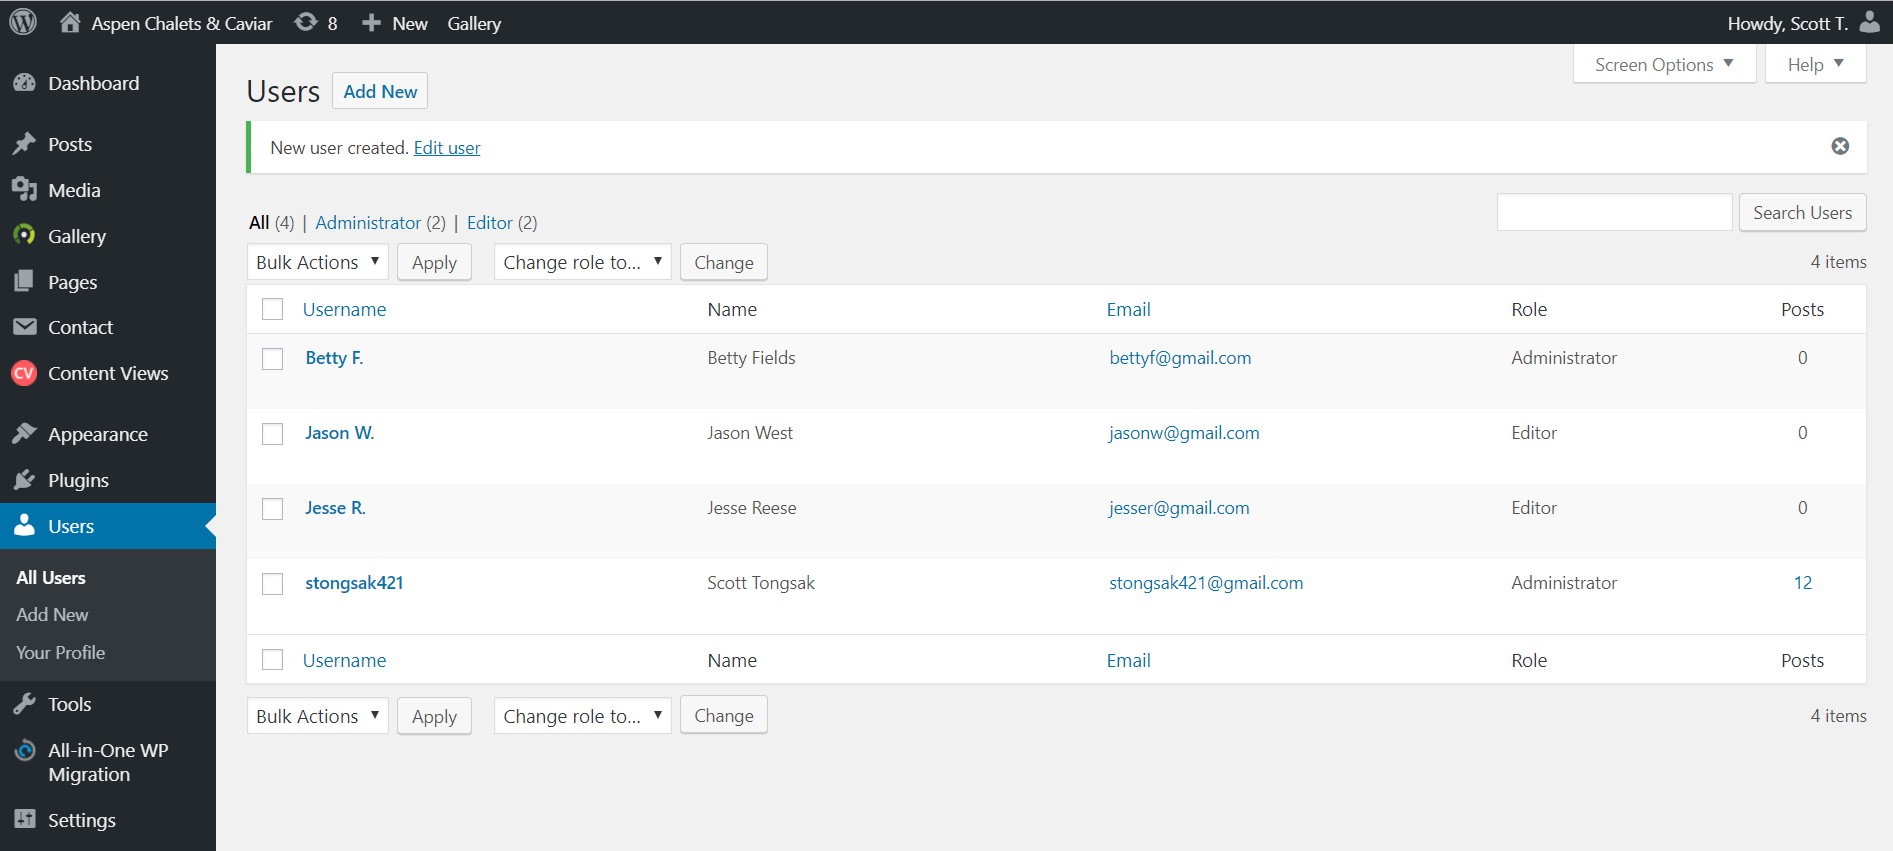 Aspen Chalets & Caviar 8 New Gallery Howdy, Scott T.
Screen Options Help
Dashboard
Posts
Media
Gallery
Pages
Contact
CV Content Views
Appearance
Plugins
Users
All Users
Add New
Your Profile
Tools
All-in-One WP
Migration
Settings
Users Add New
New user created. Edit user
All (4) | Administrator (2) | Editor (2)
Search Users
Bulk Actions Apply Change role to... Change 4 items
Username Name Email Role Posts
Betty F. Betty Fields bettyf@gmail.com Administrator 0
Jason W. Jason West jasonw@gmail.com Editor 0
Jesse R. Jesse Reese jesser@gmail.com Editor 0
stongsak421 Scott Tongsak stongsak421@gmail.com Administrator 12
Username Name Email Role Posts
Bulk Actions Apply Change role to... Change 4 items